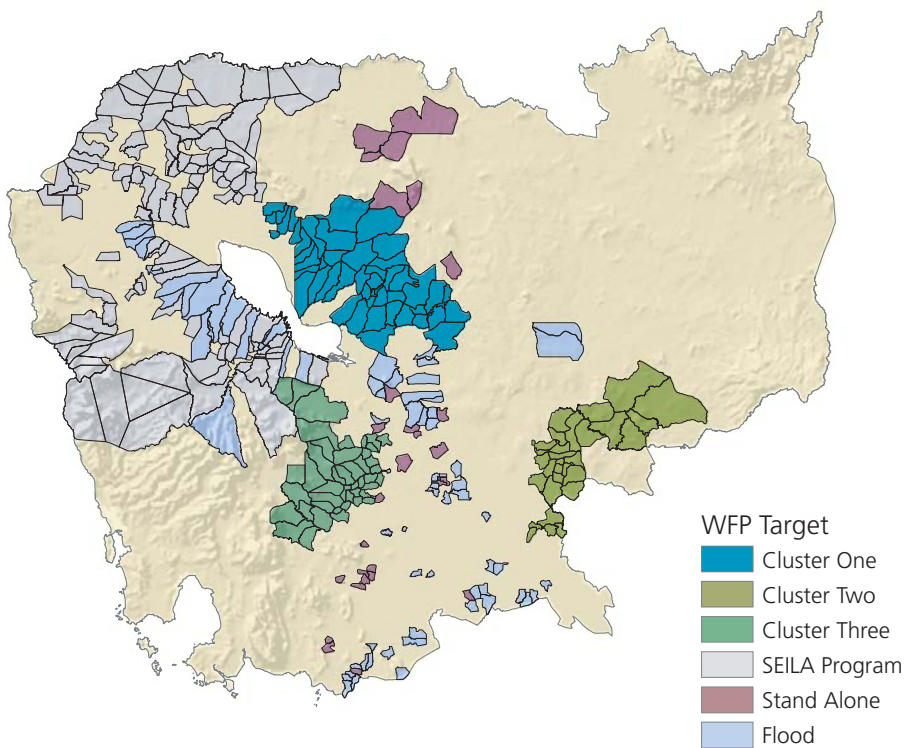 WFP Target
Cluster One
Cluster Two
Cluster Three
SEILA Program
Stand Alone
Flood